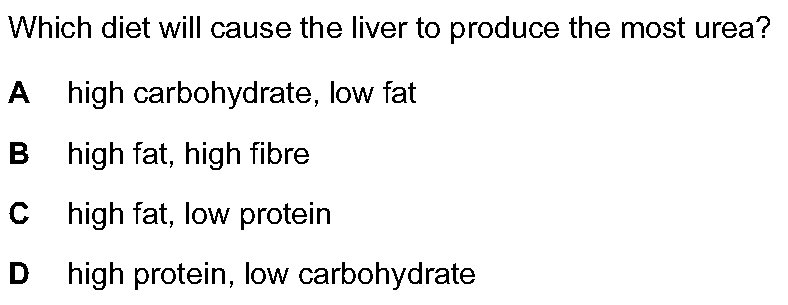 Which diet will cause the liver to produce the most urea?
A high carbohydrate, low fat
B high fat, high fibre
C high fat, low protein
D high protein, low carbohydrate